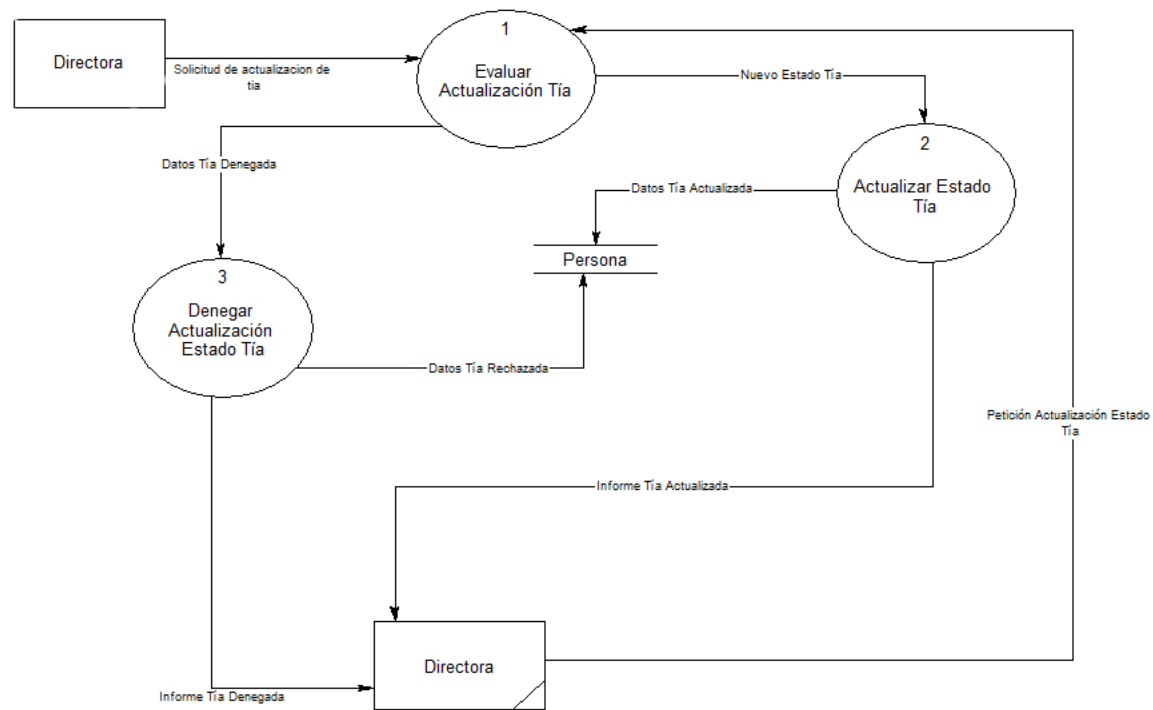 1
Directora
Evaluar
Actualización Tía
Solicitud de actualizacion de
tia
Nuevo Estado Tía
2
Datos Tía Denegada
Actualizar Estado
Tía
Datos Tía Actualizada
Persona
3
Denegar
Actualización
Estado Tía
Datos Tía Rechazada
Petición Actualización Estado
Tía
Informe Tía Actualizada
Directora
Informe Tía Denegada